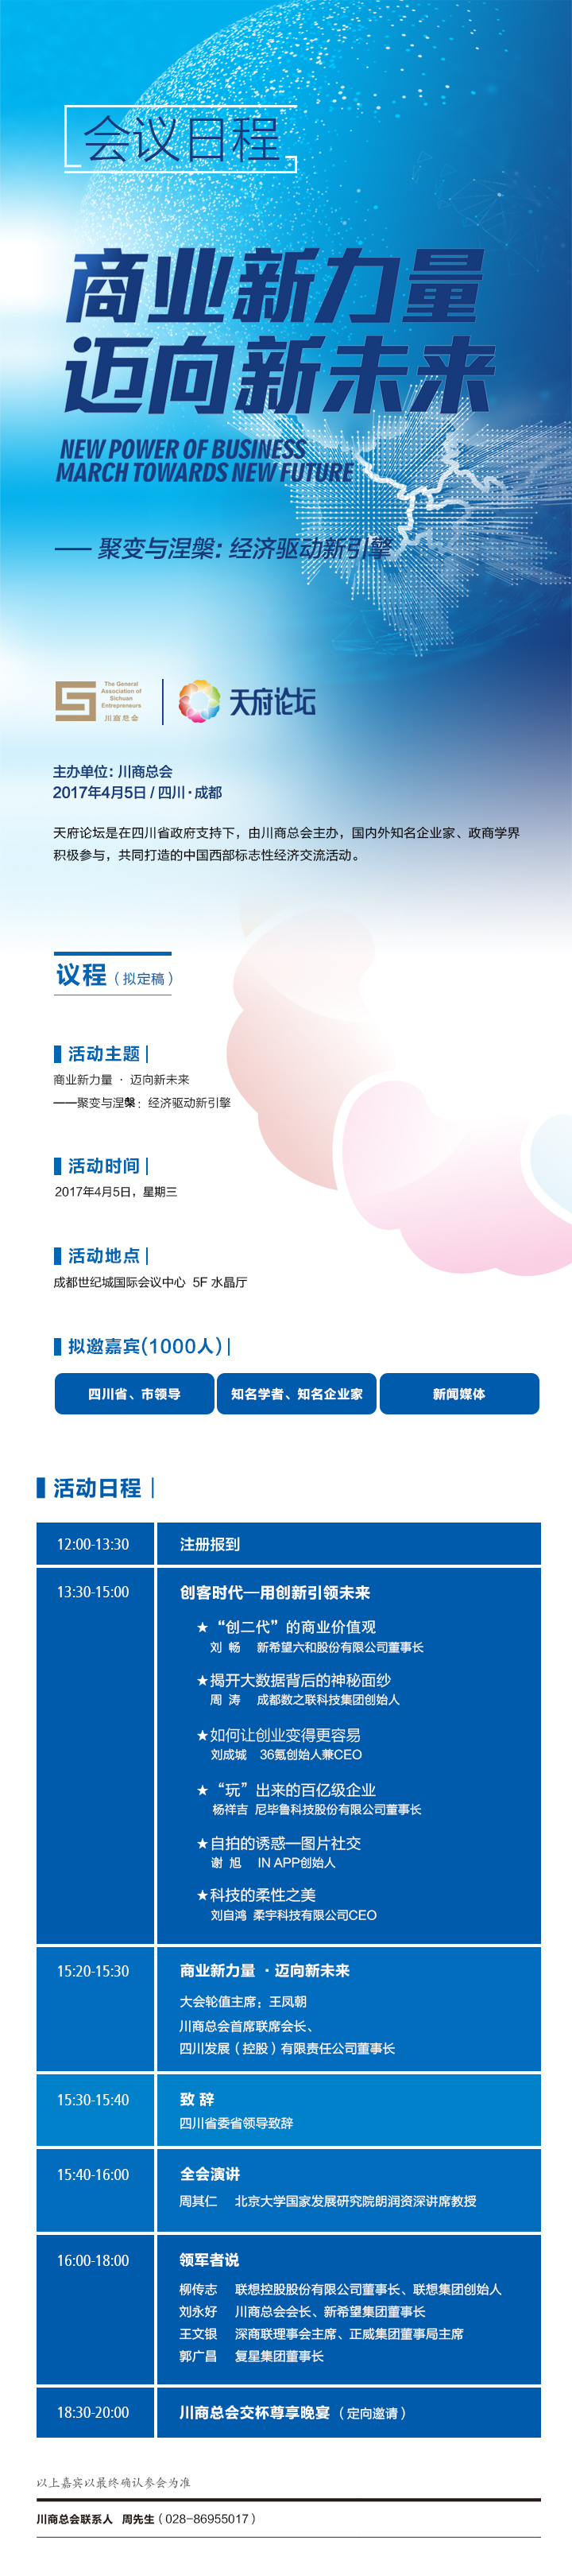 会议日程
商业新力量
迈向新未来
NEW POWER OF BUSINESS
MARCH TOWARDS NEW FUTURE
—— 聚变与涅槃：经济驱动新引擎
The General
Association of
Sichuan
Entrepreneurs
川商总会
天府论坛
主办单位：川商总会
2017年4月5日 / 四川·成都
天府论坛是在四川省政府支持下，由川商总会主办，国内外知名企业家、政商学界
积极参与，共同打造的中国西部标志性经济交流活动。
议程（拟定稿）
活动主题
商业新力量 · 迈向新未来
——聚变与涅槃：经济驱动新引擎
活动时间
2017年4月5日，星期三
活动地点
成都世纪城国际会议中心 5F 水晶厅
拟邀嘉宾(1000人)
四川省、市领导 知名学者、知名企业家 新闻媒体
活动日程
12:00-13:30 注册报到
13:30-15:00 创客时代—用创新引领未来
★“创二代”的商业价值观
刘 畅 新希望六和股份有限公司董事长
★揭开大数据背后的神秘面纱
周 涛 成都数之联科技集团创始人
★如何让创业变得更容易
刘成城 36氪创始人兼CEO
★“玩”出来的百亿级企业
杨祥吉 尼毕鲁科技股份有限公司董事长
★自拍的诱惑—图片社交
谢 旭 IN APP创始人
★科技的柔性之美
刘自鸿 柔宇科技有限公司CEO
15:20-15:30 商业新力量 · 迈向新未来
大会轮值主席：王凤朝
川商总会首席联席会长、
四川发展（控股）有限责任公司董事长
15:30-15:40 致 辞
四川省委省领导致辞
15:40-16:00 全会演讲
周其仁 北京大学国家发展研究院朗润资深讲席教授
16:00-18:00 领军者说
柳传志 联想控股股份有限公司董事长、联想集团创始人
刘永好 川商总会会长、新希望集团董事长
王文银 深商联理事会主席、正威集团董事局主席
郭广昌 复星集团董事长
18:30-20:00 川商总会交杯尊享晚宴（定向邀请）
以上嘉宾以最终确认参会为准
川商总会联系人 周先生（028-86955017）